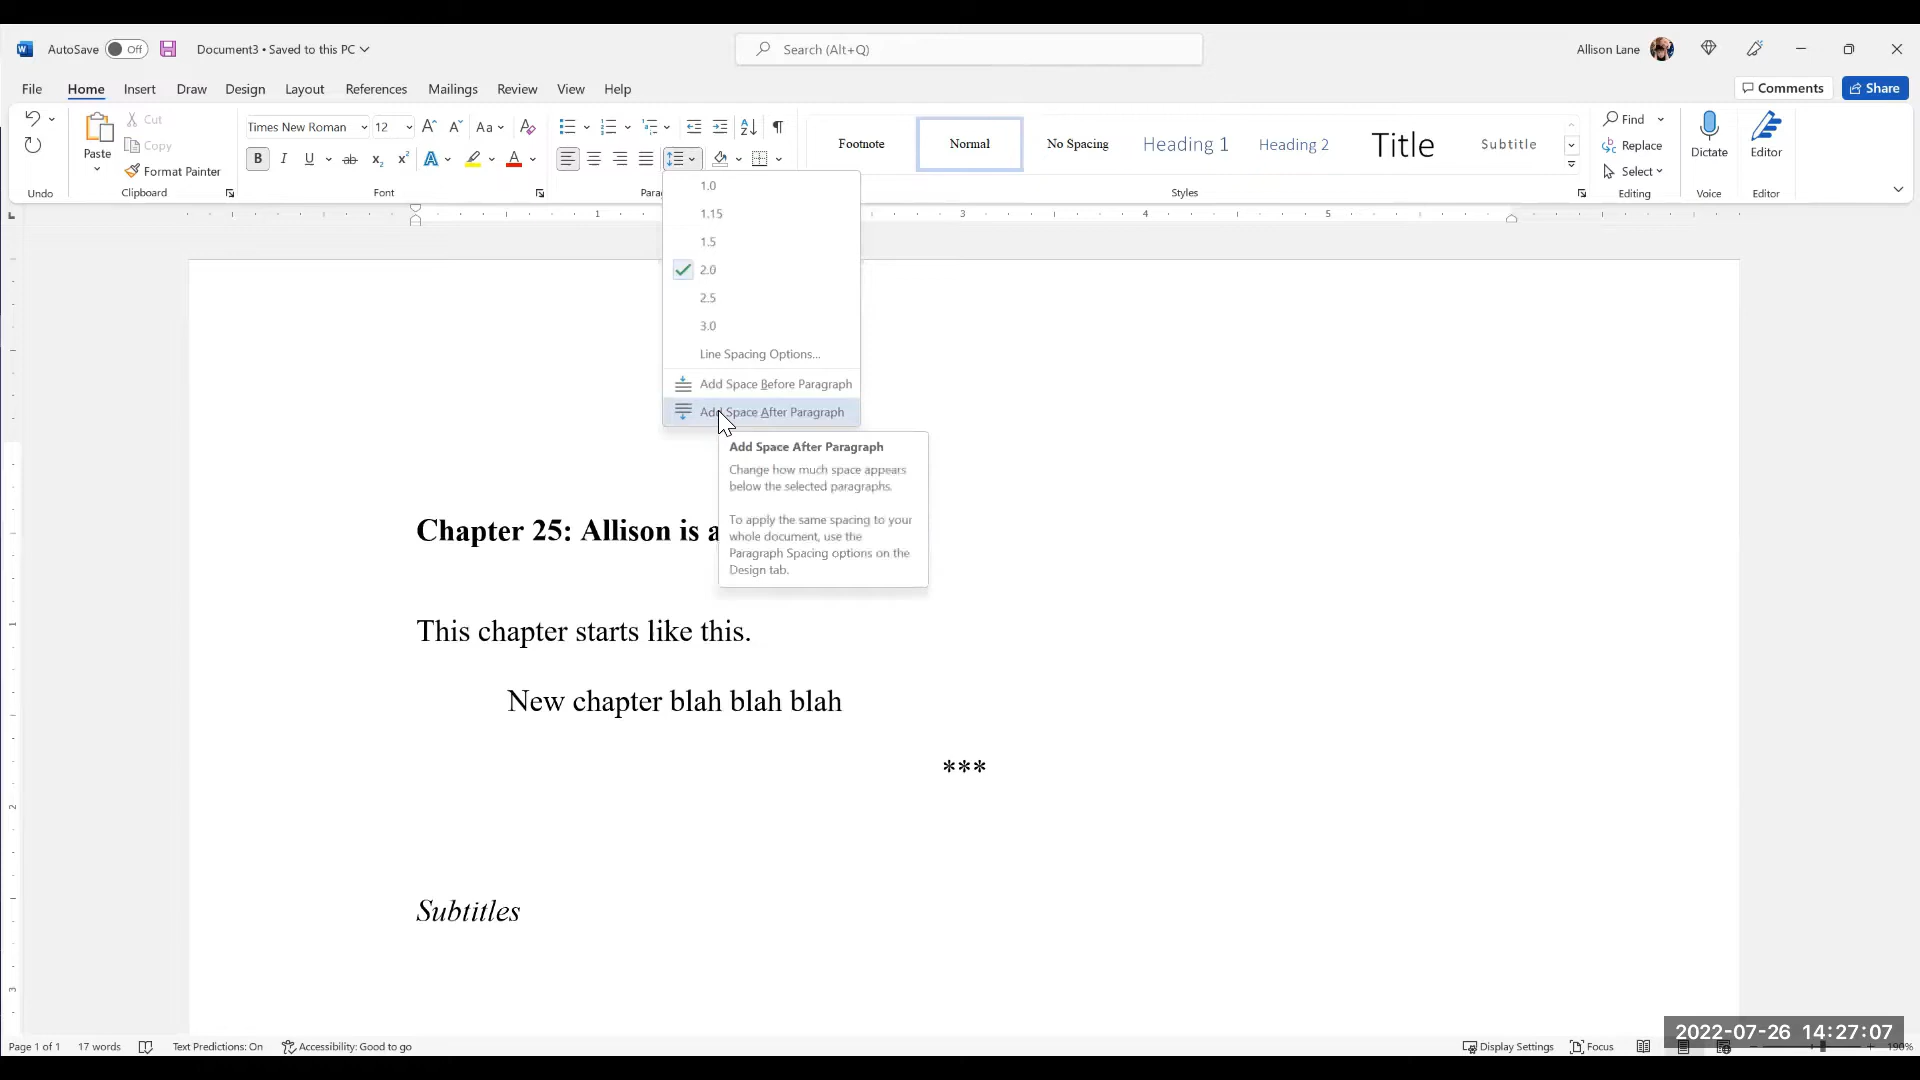 AutoSave Off Document3 • Saved to this PC Search (Alt+Q) Allison Lane
File Home Insert Draw Design Layout References Mailings Review View Help Comments Share
Undo
Paste
Cut
Copy
Format Painter
Clipboard
Times New Roman 12
Font
Footnote Normal No Spacing Heading 1 Heading 2 Title Subtitle
Styles
Find
Replace
Select
Editing
Dictate
Voice
Editor
Editor
1 3 4 5
1.0
1.15
1.5
2.0
2.5
3.0
Line Spacing Options...
Add Space Before Paragraph
Add Space After Paragraph
Add Space After Paragraph
Change how much space appears
below the selected paragraphs.
To apply the same spacing to your
whole document, use the
Paragraph Spacing options on the
Design tab.
Chapter 25: Allison is
This chapter starts like this.
New chapter blah blah blah
***
Subtitles
Page 1 of 1 17 words Text Predictions: On Accessibility: Good to go Display Settings Focus 190%
2022-07-26 14:27:07